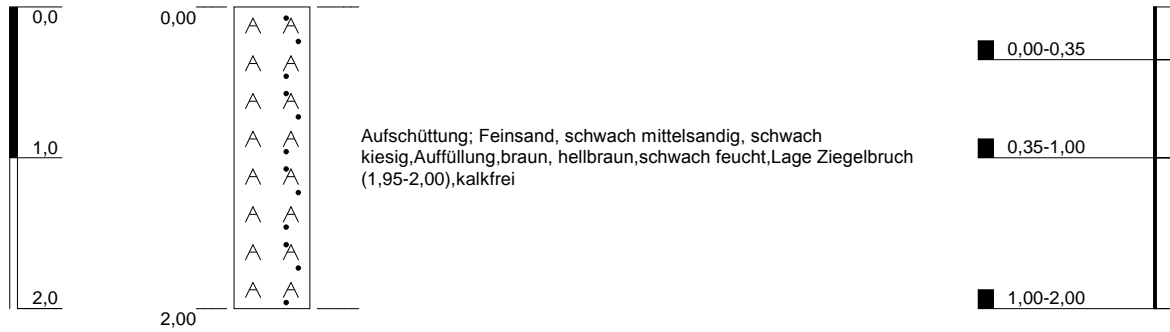 0,0
0,00
0,00-0,35
Aufschüttung; Feinsand, schwach mittelsandig, schwach
kiesig,Auffüllung,braun, hellbraun,schwach feucht,Lage Ziegelbruch
(1,95-2,00),kalkfrei
1,0
0,35-1,00
2,0
1,00-2,00
2,00